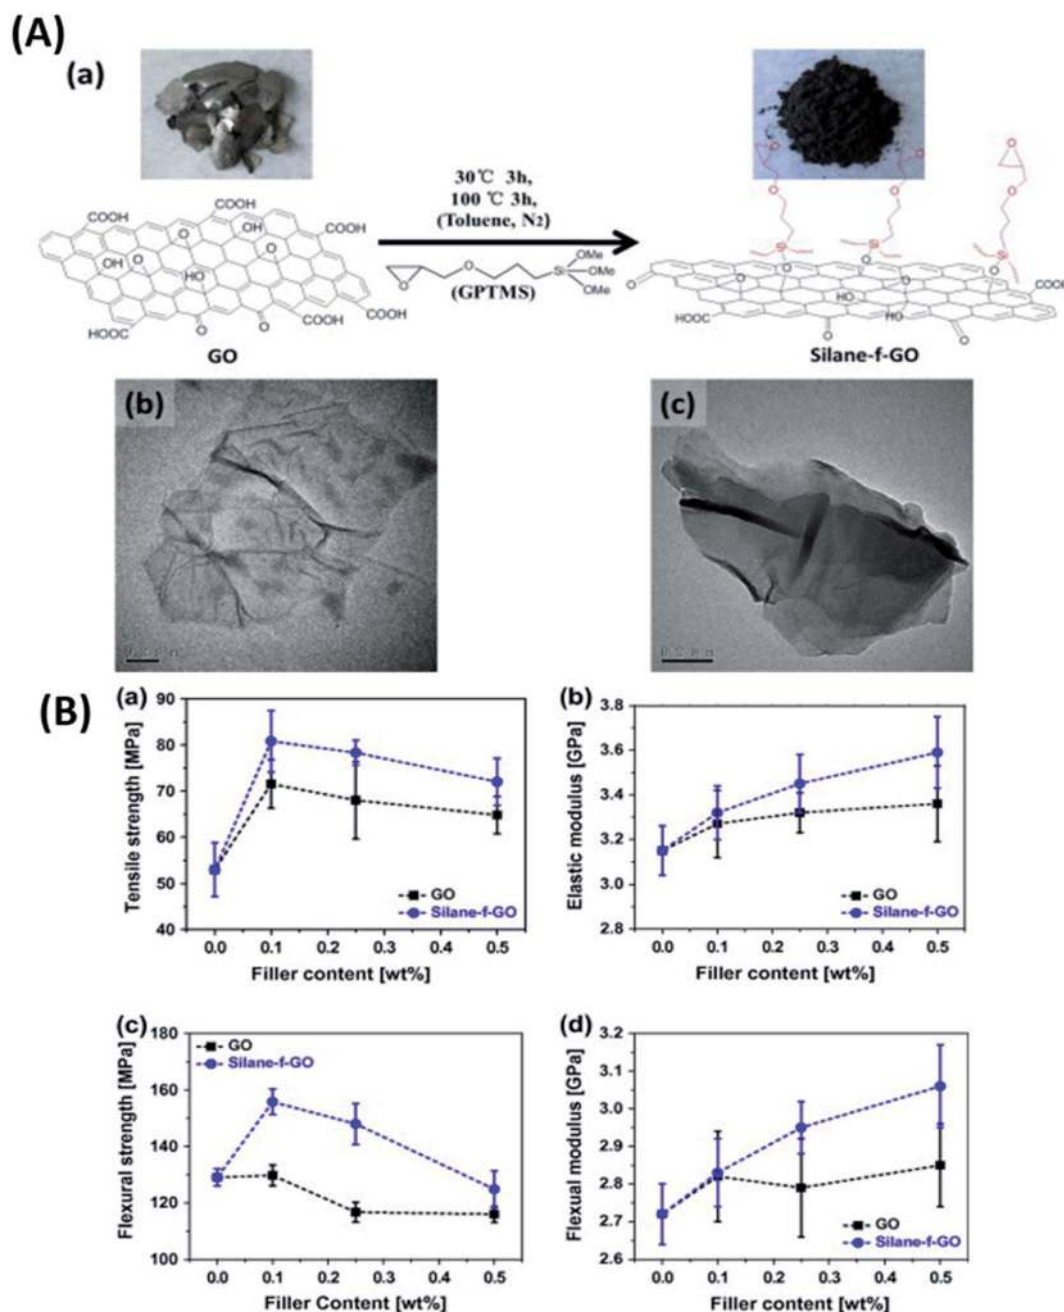 (A)
(a)
30℃ 3h,
100 ℃ 3h,
(Toluene, N2)
COOH
COOH
COOH
COOH
COOH
HOOC
OH
OH
HO
O
O
O
O
O
GO
O
O
Si
OMe
OMe
OMe
(GPTMS)
O
O
O
O
O
O
Si
Si
Si
O
O
O
O
COOH
HO
HO
HOOC
O
O
Silane-f-GO
(b)
(c)
(B)
(a)
90
80
70
60
50
40
Tensile strength [MPa]
GO
Silane-f-GO
0.0 0.1 0.2 0.3 0.4 0.5
Filler content [wt%]
(b)
3.8
3.6
3.4
3.2
3.0
2.8
Elastic modulus [GPa]
GO
Silane-f-GO
0.0 0.1 0.2 0.3 0.4 0.5
Filler content [wt%]
(c)
180
160
140
120
100
Flexural strength [MPa]
GO
Silane-f-GO
0.0 0.1 0.2 0.3 0.4 0.5
Filler Content [wt%]
(d)
3.2
3.1
3.0
2.9
2.8
2.7
2.6
Flexual modulus [GPa]
GO
Silane-f-GO
0.0 0.1 0.2 0.3 0.4 0.5
Filler Content [wt%]